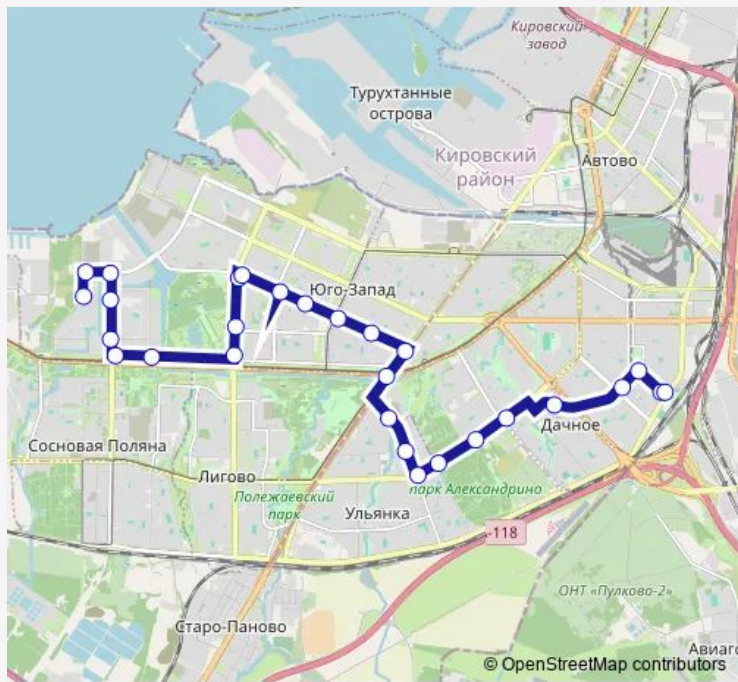 Кировский
завод
Турухтанные
острова
Кировский
район
Автово
Юго-Запад
Дачное
Сосновая Поляна
Лигово
парк Александрино
Полежаевский
парк
Ульянка
А-118
ОНТ «Пулково-2»
Старо-Паново
Авиаг
© OpenStreetMap contributors